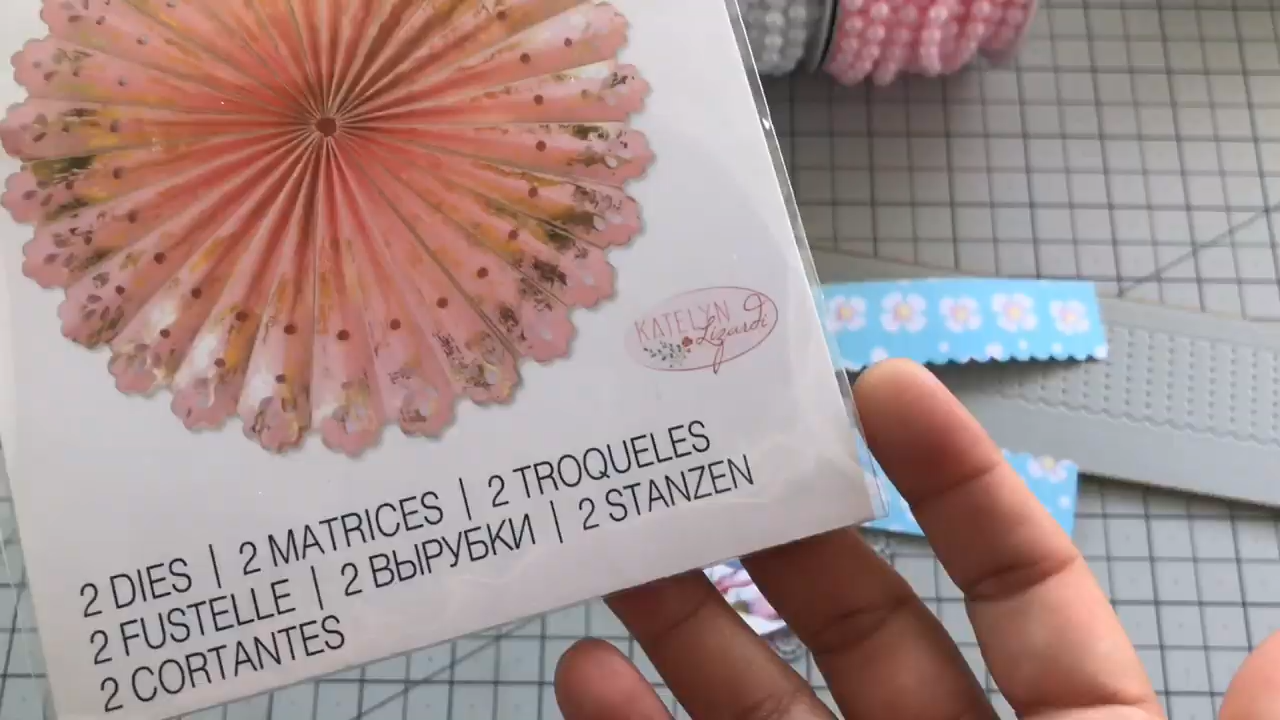 KATELYN
Lizardi
2 DIES | 2 MATRICES | 2 TROQUELES
2 FUSTELLE | 2 ВЫРУБКИ | 2 STANZEN
2 CORTANTES